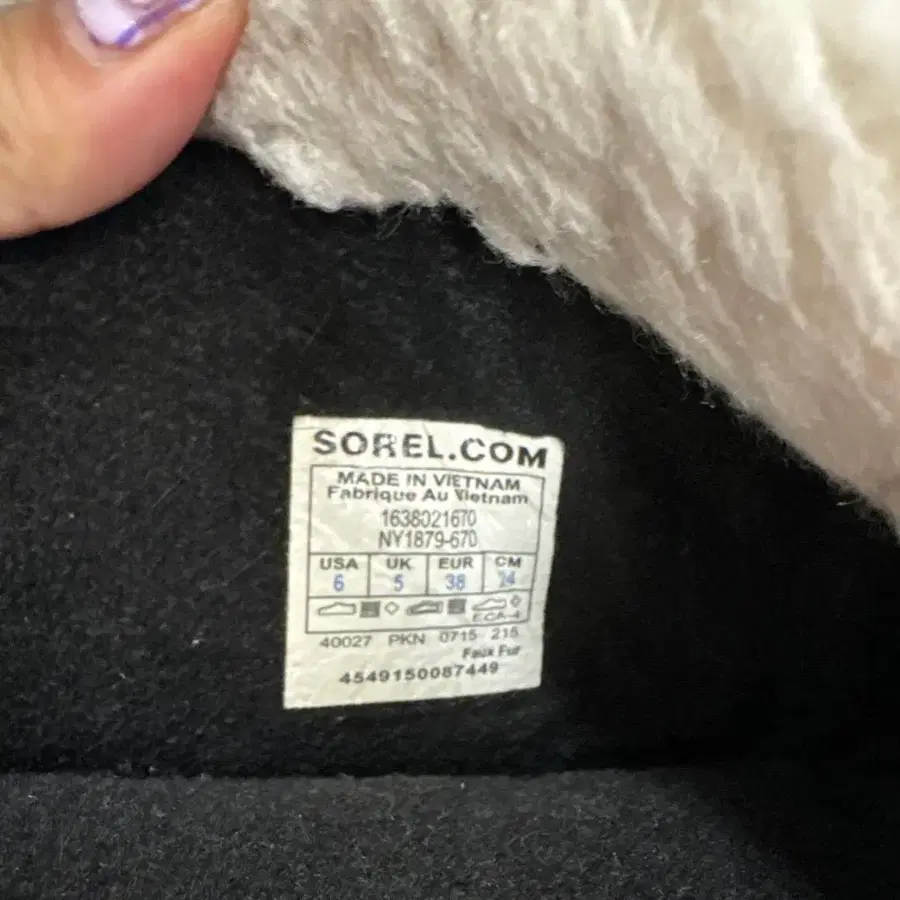 SOREL.COM
MADE IN VIETNAM
Fabrique Au Vietnam
1638021670
NY1879-670
USA UK EUR CM
6 5 38 24
40027 PKN 0715 215
Faux Fur
4549150087449